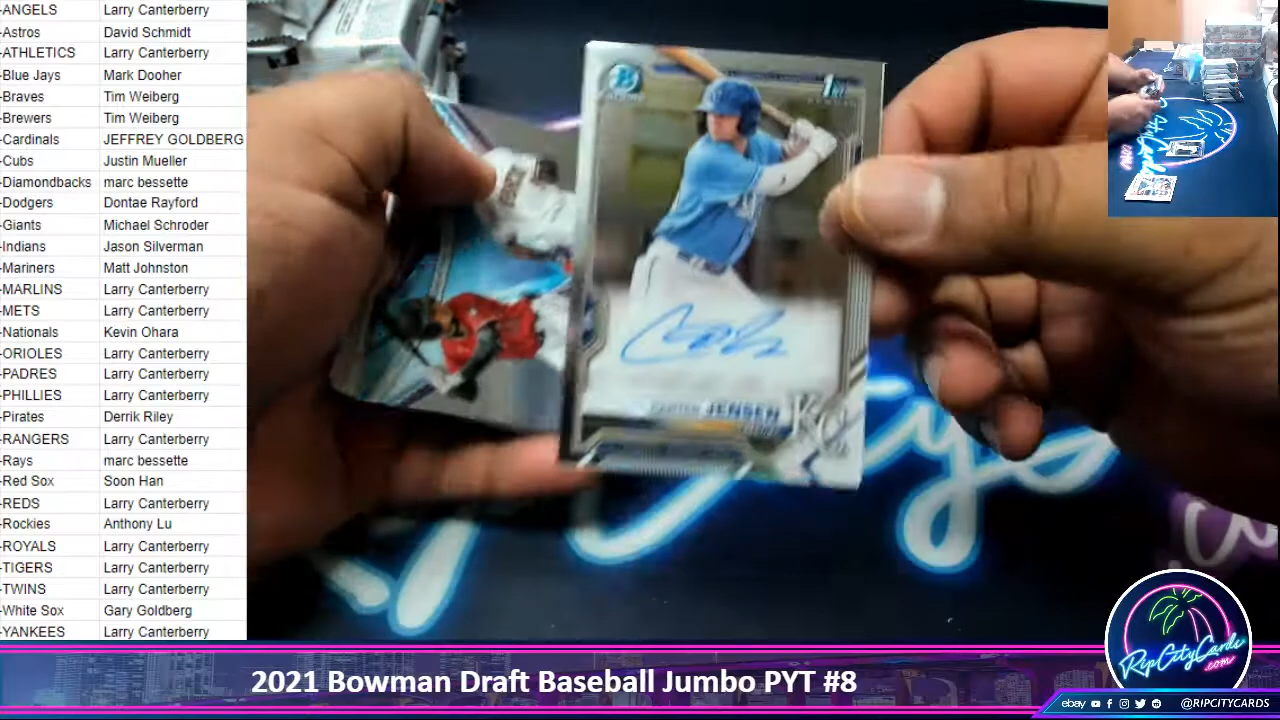 -ANGELS Larry Canterberry
-Astros David Schmidt
-ATHLETICS Larry Canterberry
-Blue Jays Mark Dooher
-Braves Tim Weiberg
-Brewers Tim Weiberg
-Cardinals JEFFREY GOLDBERG
-Cubs Justin Mueller
-Diamondbacks marc bessette
-Dodgers Dontae Rayford
-Giants Michael Schroder
-Indians Jason Silverman
-Mariners Matt Johnston
-MARLINS Larry Canterberry
-METS Larry Canterberry
-Nationals Kevin Ohara
-ORIOLES Larry Canterberry
-PADRES Larry Canterberry
-PHILLIES Larry Canterberry
-Pirates Derrik Riley
-RANGERS Larry Canterberry
-Rays marc bessette
-Red Sox Soon Han
-REDS Larry Canterberry
-Rockies Anthony Lu
-ROYALS Larry Canterberry
-TIGERS Larry Canterberry
-TWINS Larry Canterberry
-White Sox Gary Goldberg
-YANKEES Larry Canterberry
1st
JENSEN
KC
2021 Bowman Draft Baseball Jumbo PYT #8
RipCityCards
.com
ebay @RIPCITYCARDS